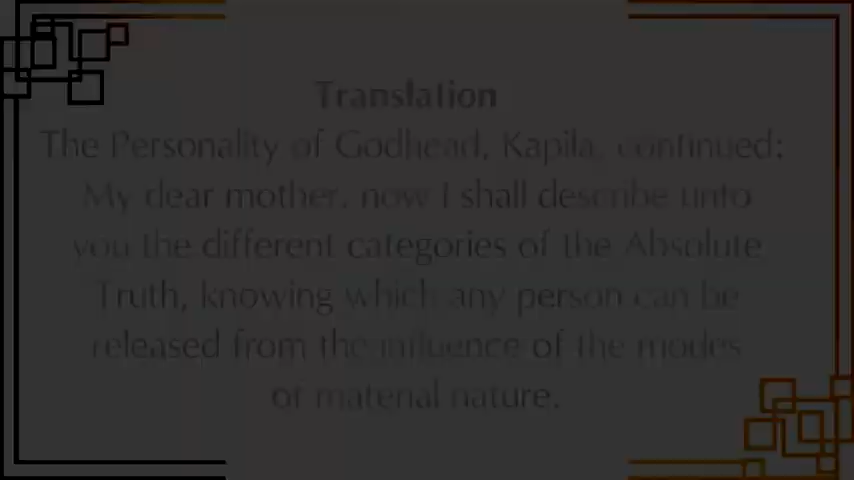 Translation
The Personality of Godhead, Kapila, continued:
My dear mother, now I shall describe unto
you the different categories of the Absolute
Truth, knowing which any person can be
released from the influence of the modes
of material nature.